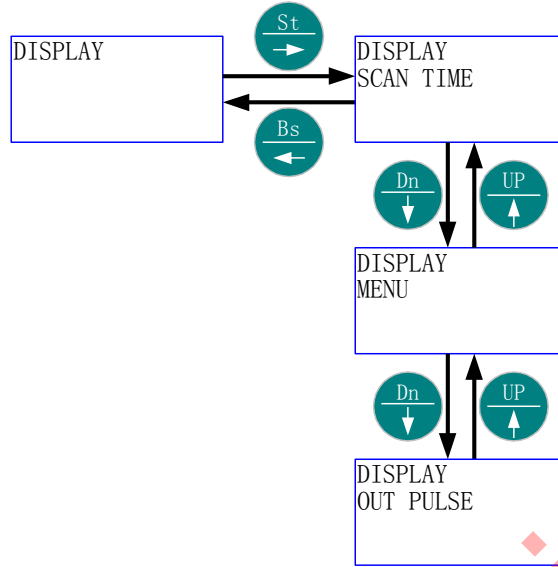 St
DISPLAY
DISPLAY
SCAN TIME
Bs
Dn
UP
DISPLAY
MENU
Dn
UP
DISPLAY
OUT PULSE